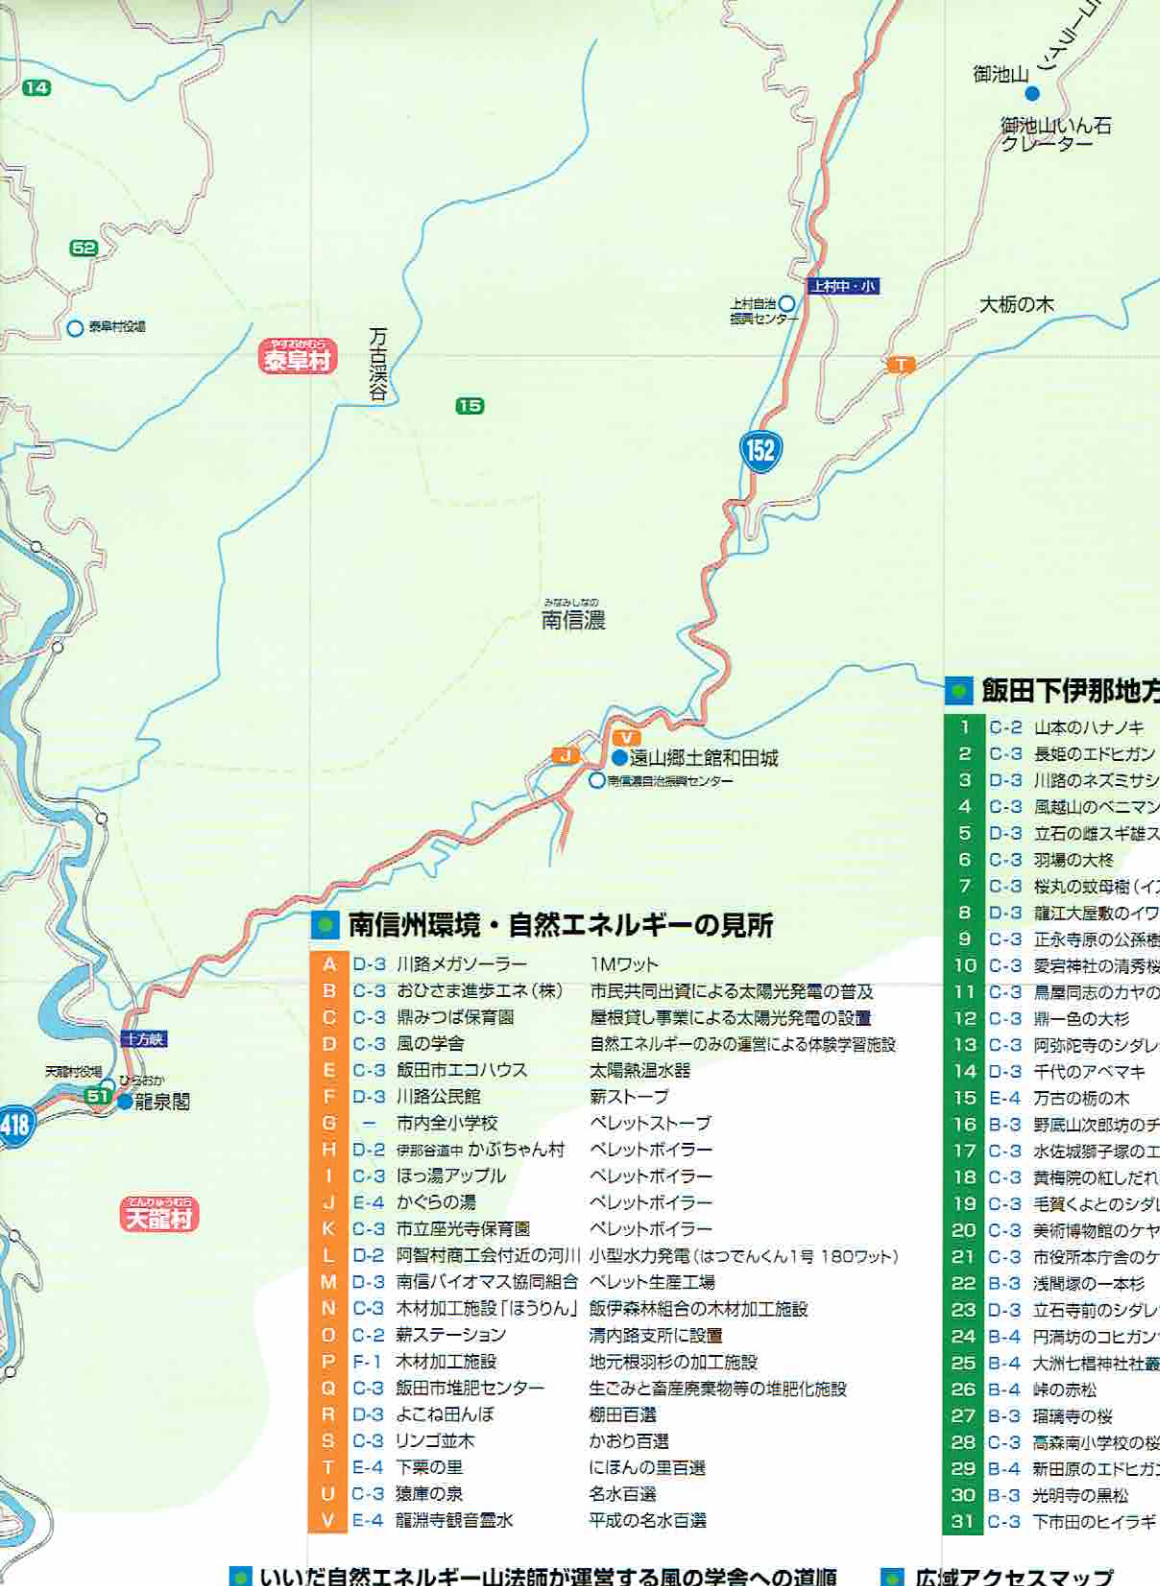 コーライン
14
御池山
御池山いん石
クレーター
52
上村中・小
上村自治
振興センター
大栃の木
泰阜村役場
やすおかむら
泰阜村
万古渓谷
T
15
152
みなみしなの
南信濃
V
J
遠山郷土館和田城
南信濃自治振興センター
十方峡
天龍村役場
ひらおか
51
龍泉閣
418
てんりゅうむら
天龍村
南信州環境・自然エネルギーの見所
A D-3 川路メガソーラー 1Mワット
B C-3 おひさま進歩エネ（株） 市民共同出資による太陽光発電の普及
C C-3 鼎みつば保育園 屋根貸し事業による太陽光発電の設置
D C-3 風の学舎 自然エネルギーのみの運営による体験学習施設
E C-3 飯田市エコハウス 太陽熱温水器
F D-3 川路公民館 薪ストーブ
G － 市内全小学校 ペレットストーブ
H D-2 伊那谷道中 かぶちゃん村 ペレットボイラー
I C-3 ほっ湯アップル ペレットボイラー
J E-4 かぐらの湯 ペレットボイラー
K C-3 市立座光寺保育園 ペレットボイラー
L D-2 阿智村商工会付近の河川 小型水力発電（はつでんくん1号 180ワット）
M D-3 南信バイオマス協同組合 ペレット生産工場
N C-3 木材加工施設「ほうりん」 飯伊森林組合の木材加工施設
O C-2 薪ステーション 清内路支所に設置
P F-1 木材加工施設 地元根羽杉の加工施設
Q C-3 飯田市堆肥センター 生ごみと畜産廃棄物等の堆肥化施設
R D-3 よこね田んぼ 棚田百選
S C-3 リンゴ並木 かおり百選
T E-4 下栗の里 にほんの里百選
U C-3 猿庫の泉 名水百選
V E-4 龍淵寺観音霊水 平成の名水百選
飯田下伊那地方
1 C-2 山本のハナノキ
2 C-3 長姫のエドヒガン
3 D-3 川路のネズミサシ
4 C-3 風越山のベニマン
5 D-3 立石の雌スギ雄ス
6 C-3 羽場の大柊
7 C-3 桜丸の蚊母樹（イス
8 D-3 龍江大屋敷のイワ
9 C-3 正永寺原の公孫樹
10 C-3 愛宕神社の清秀桜
11 C-3 鳥屋同志のカヤの
12 C-3 鼎一色の大杉
13 C-3 阿弥陀寺のシダレ
14 D-3 千代のアベマキ
15 E-4 万古の栃の木
16 B-3 野底山次郎坊のチ
17 C-3 水佐城獅子塚のエ
18 C-3 黄梅院の紅しだれ
19 C-3 毛賀くよとのシダレ
20 C-3 美術博物館のケヤ
21 C-3 市役所本庁舎のケ
22 B-3 浅間塚の一本杉
23 D-3 立石寺前のシダレ
24 B-4 円満坊のコヒガン
25 B-4 大洲七椙神社社叢
26 B-4 峠の赤松
27 B-3 瑠璃寺の桜
28 C-3 高森南小学校の桜
29 B-4 新田原のエドヒガン
30 B-3 光明寺の黒松
31 C-3 下市田のヒイラギ
いいだ自然エネルギー山法師が運営する風の学舎への道順
広域アクセスマップ